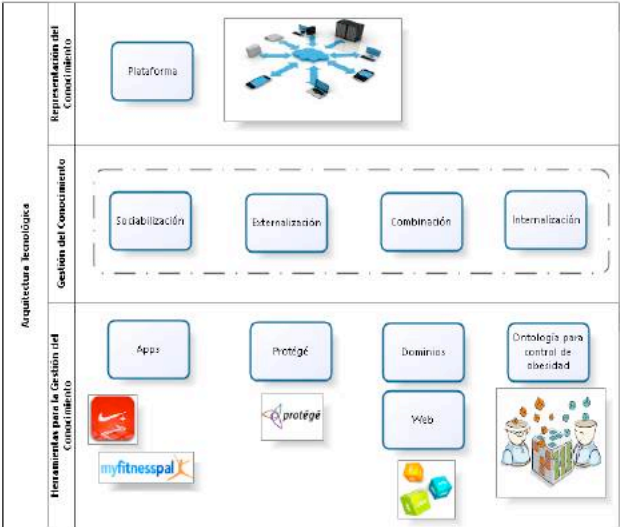 Arquitectura Tecnológica
Representación del
Conocimiento
Plataforma
Gestión del Conocimiento
Sociabilización
Externalización
Combinación
Internalización
Herramientas para la Gestión del
Conocimiento
Apps
Protégé
Dominios
Ontología para
control de
obesidad
Web
protégé
myfitnesspal